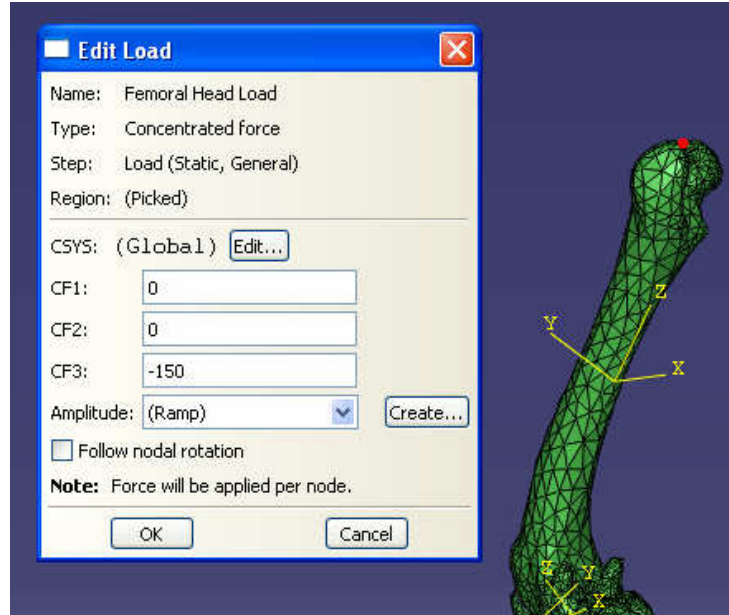 Edit Load
Name: Femoral Head Load
Type: Concentrated force
Step: Load (Static, General)
Region: (Picked)
CSYS: (Global) Edit...
CF1: 0
CF2: 0
CF3: -150
Amplitude: (Ramp) Create...
Follow nodal rotation
Note: Force will be applied per node.
OK Cancel
Z
Y
X
Z Y
X